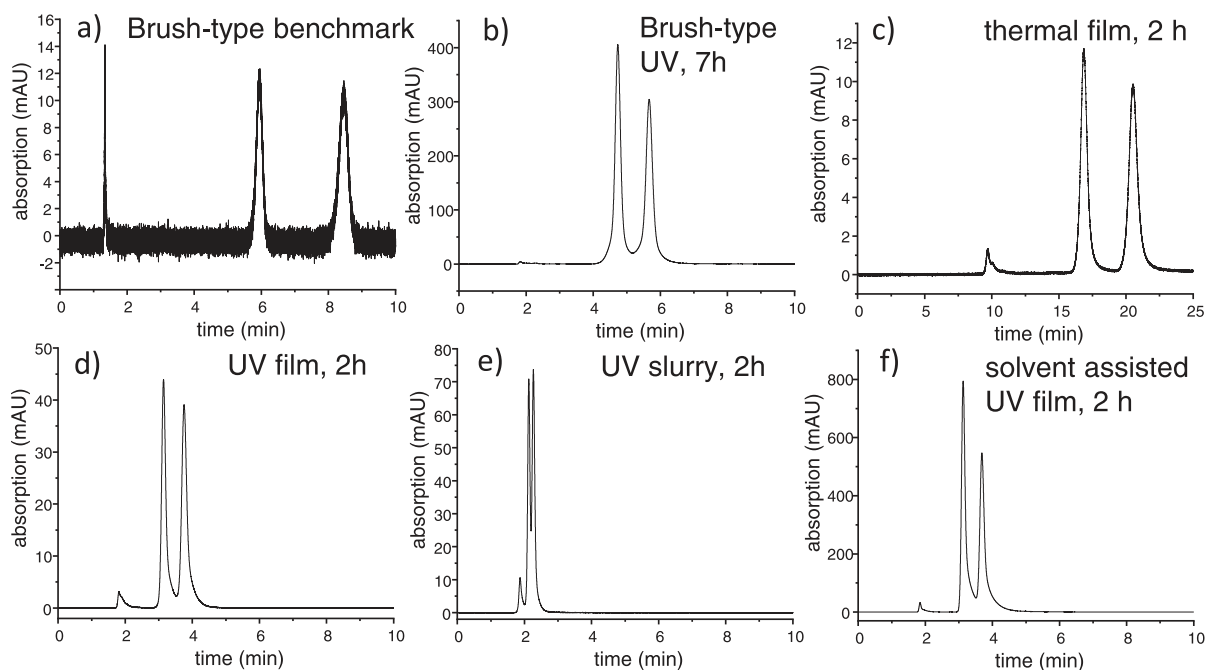 a) Brush-type benchmark
absorption (mAU)
16
14
12
10
8
6
4
2
0
-2
0 2 4 6 8 10
time (min)
b) Brush-type
UV, 7h
absorption (mAU)
400
300
200
100
0
0 2 4 6 8 10
time (min)
c) thermal film, 2 h
absorption (mAU)
12
10
8
6
4
2
0
0 5 10 15 20 25
time (min)
d) UV film, 2h
absorption (mAU)
50
40
30
20
10
0
0 2 4 6 8 10
time (min)
e) UV slurry, 2h
absorption (mAU)
80
70
60
50
40
30
20
10
0
0 2 4 6 8 10
time (min)
f) solvent assisted
UV film, 2 h
absorption (mAU)
800
600
400
200
0
0 2 4 6 8 10
time (min)